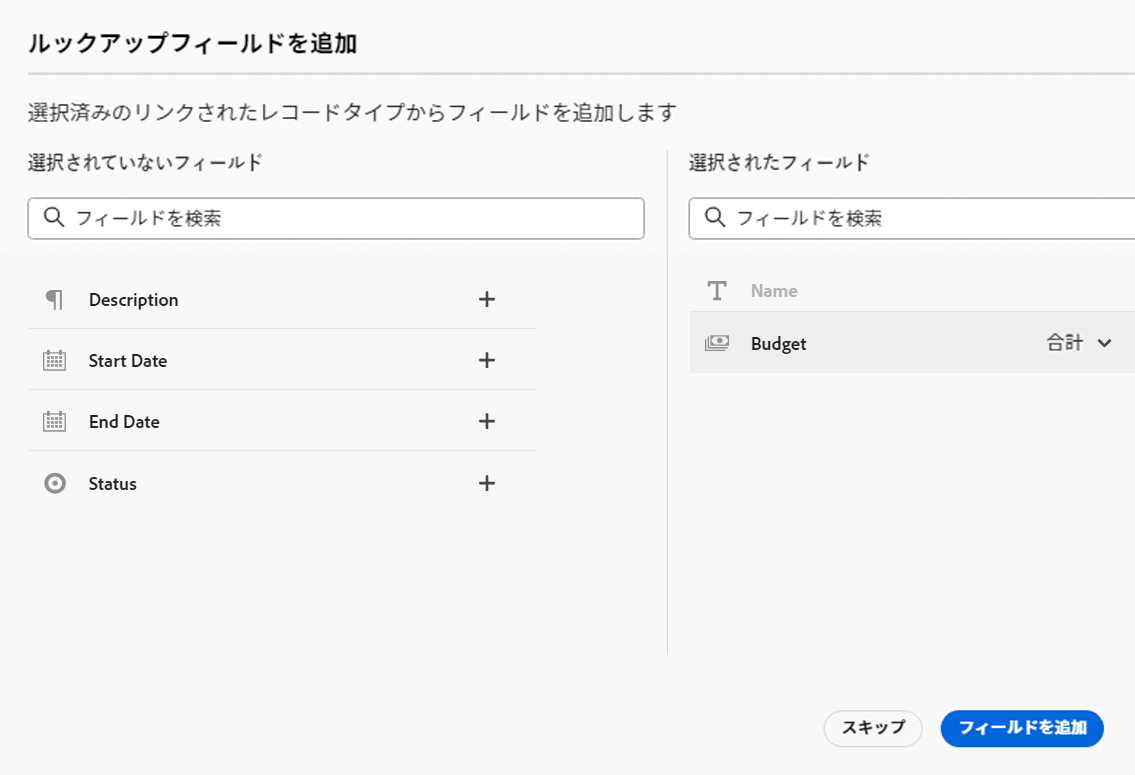 ルックアップフィールドを追加
選択済みのリンクされたレコードタイプからフィールドを追加します
選択されていないフィールド
フィールドを検索
Description
Start Date
End Date
Status
選択されたフィールド
フィールドを検索
Name
Budget 合計
スキップ フィールドを追加